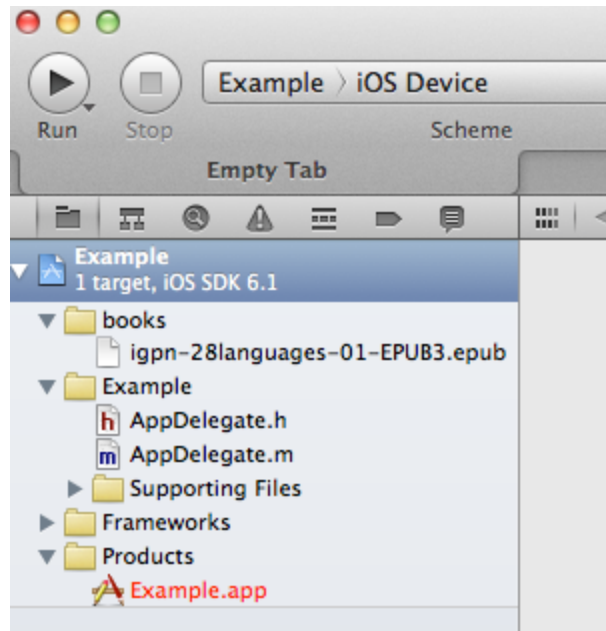 Example › iOS Device
Run Stop Scheme
Empty Tab
Example
1 target, iOS SDK 6.1
books
igpn-28languages-01-EPUB3.epub
Example
h AppDelegate.h
m AppDelegate.m
Supporting Files
Frameworks
Products
Example.app